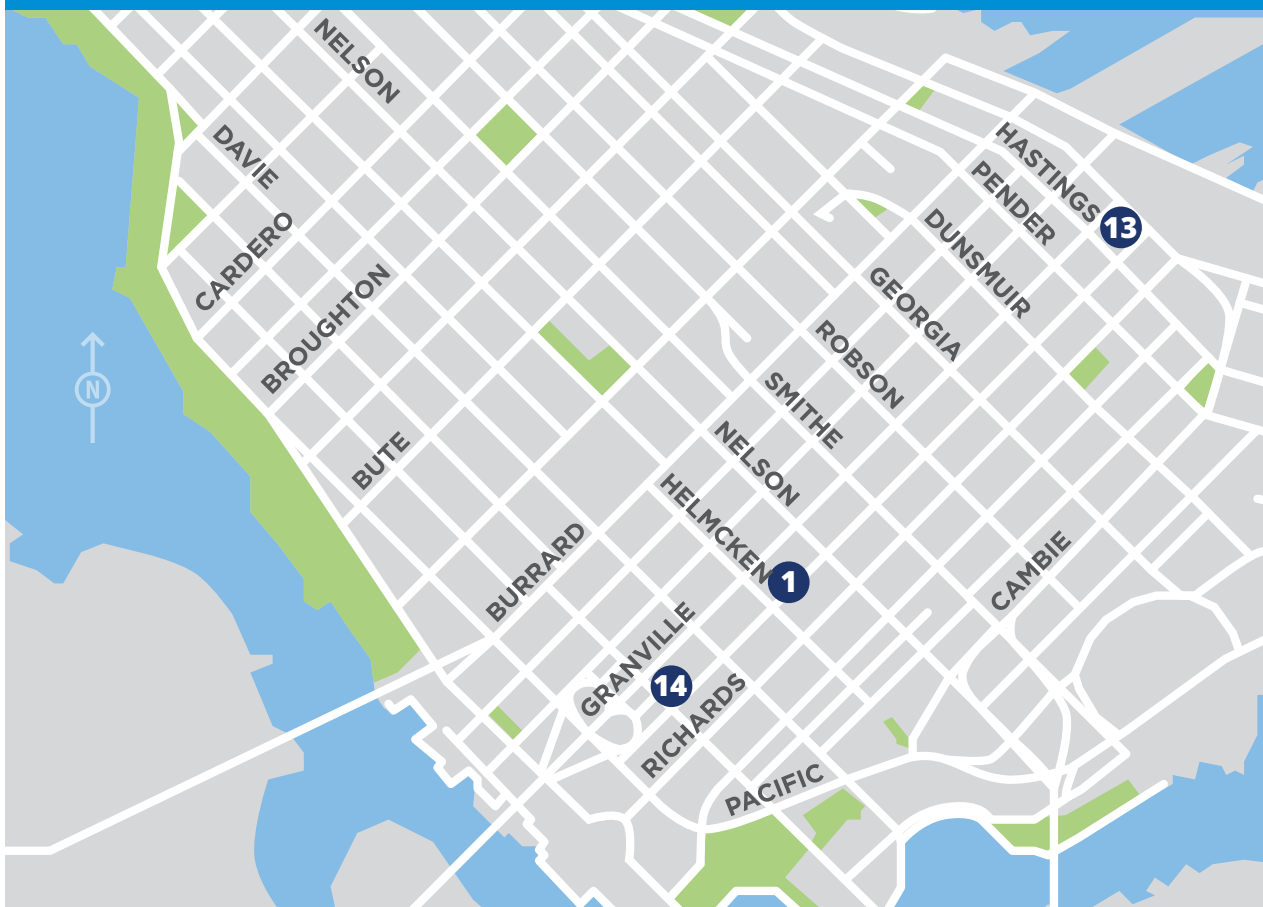 NELSON
DAVIE
HASTINGS
PENDER
13
CARDERO
DUNSMUIR
BROUGHTON
GEORGIA
ROBSON
N
SMITHE
BUTE
NELSON
HELMCKEN
1
BURRARD
CAMBIE
GRANVILLE
14
RICHARDS
PACIFIC